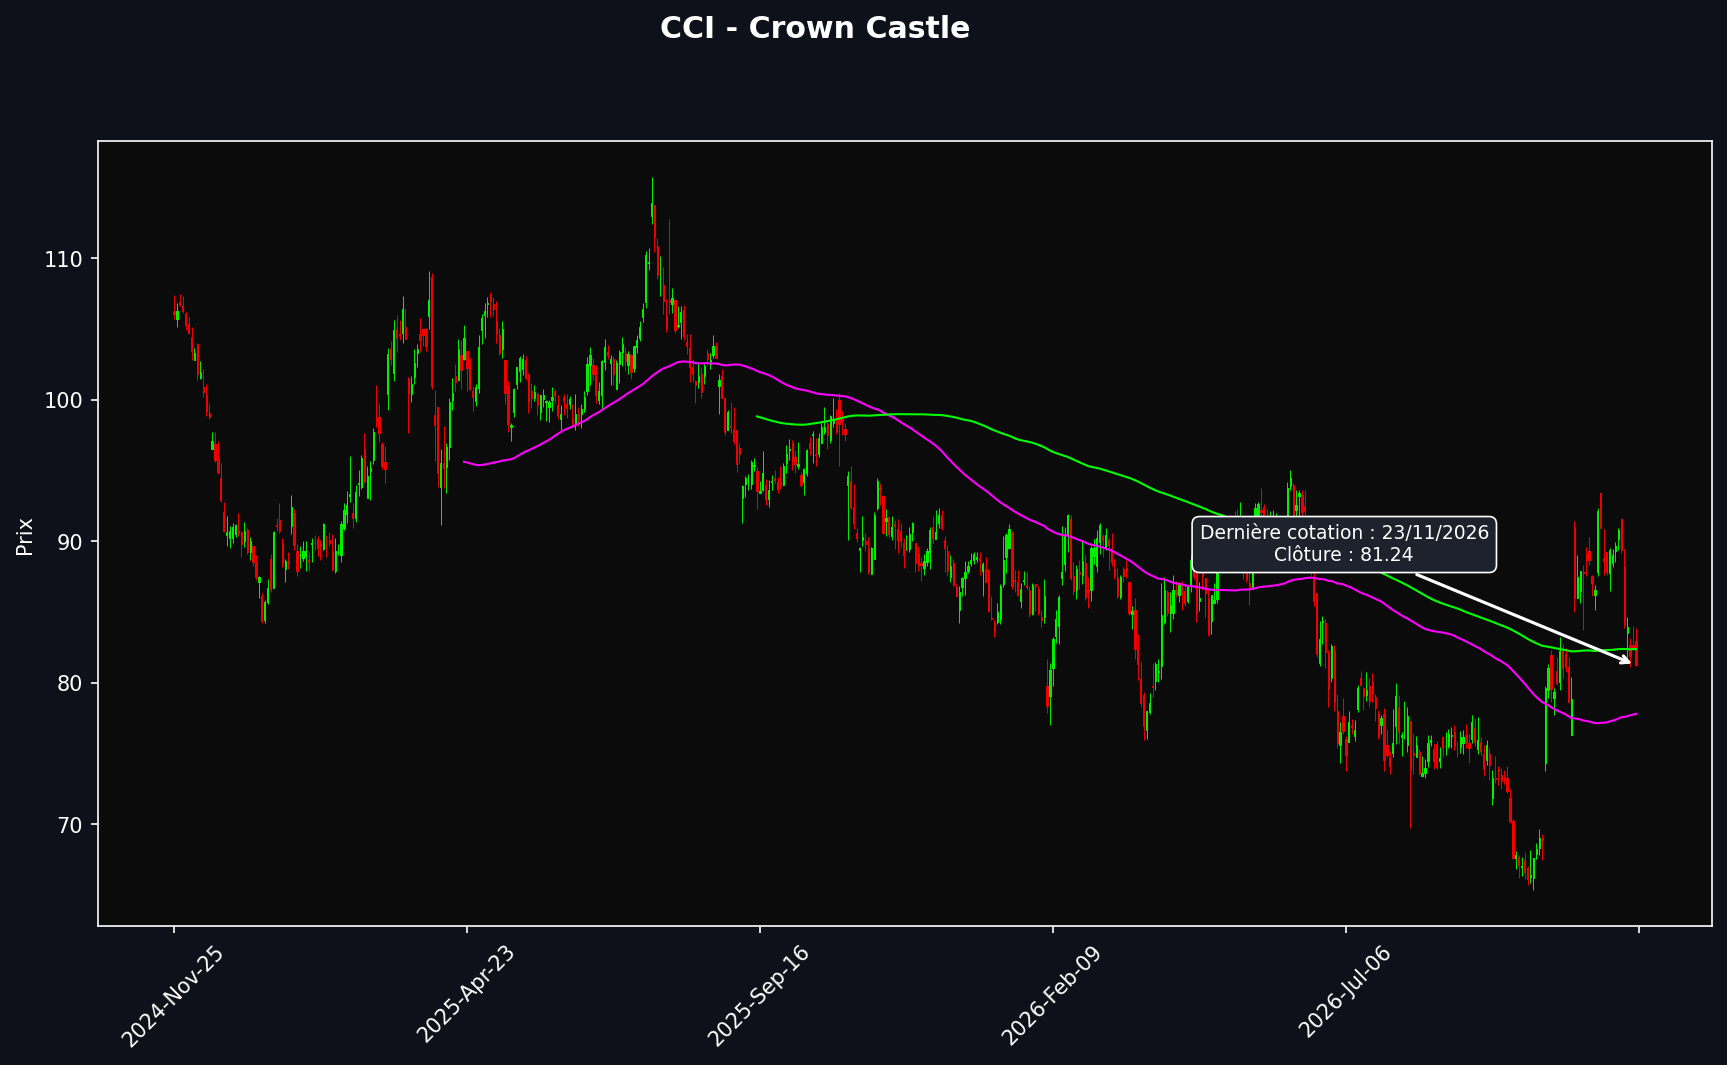 CCI - Crown Castle
Prix
110
100
90
80
70
Dernière cotation : 23/11/2026
Clôture : 81.24
2024-Nov-25
2025-Apr-23
2025-Sep-16
2026-Feb-09
2026-Jul-06